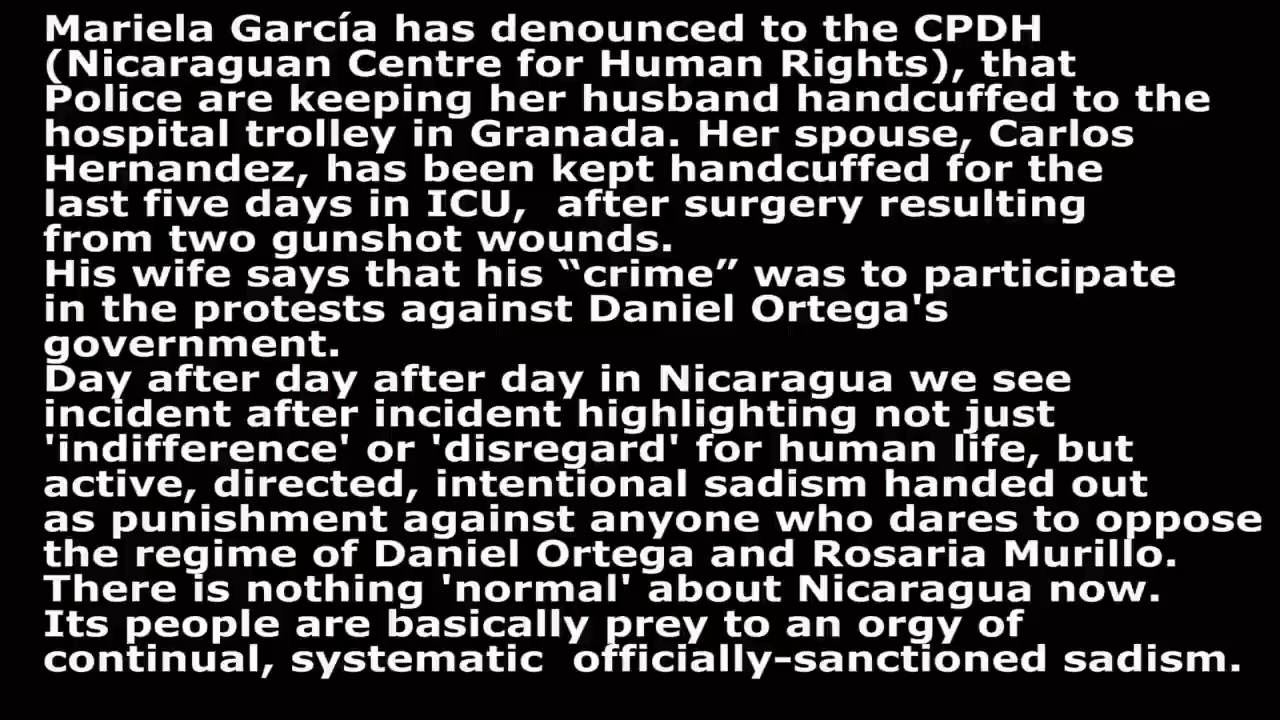 Mariela García has denounced to the CPDH
(Nicaraguan Centre for Human Rights), that
Police are keeping her husband handcuffed to the
hospital trolley in Granada. Her spouse, Carlos
Hernandez, has been kept handcuffed for the
last five days in ICU,  after surgery resulting
from two gunshot wounds.
His wife says that his “crime” was to participate
in the protests against Daniel Ortega's
government.
Day after day after day in Nicaragua we see
incident after incident highlighting not just
'indifference' or 'disregard' for human life, but
active, directed, intentional sadism handed out
as punishment against anyone who dares to oppose
the regime of Daniel Ortega and Rosaria Murillo.
There is nothing 'normal' about Nicaragua now.
Its people are basically prey to an orgy of
continual, systematic  officially-sanctioned sadism.